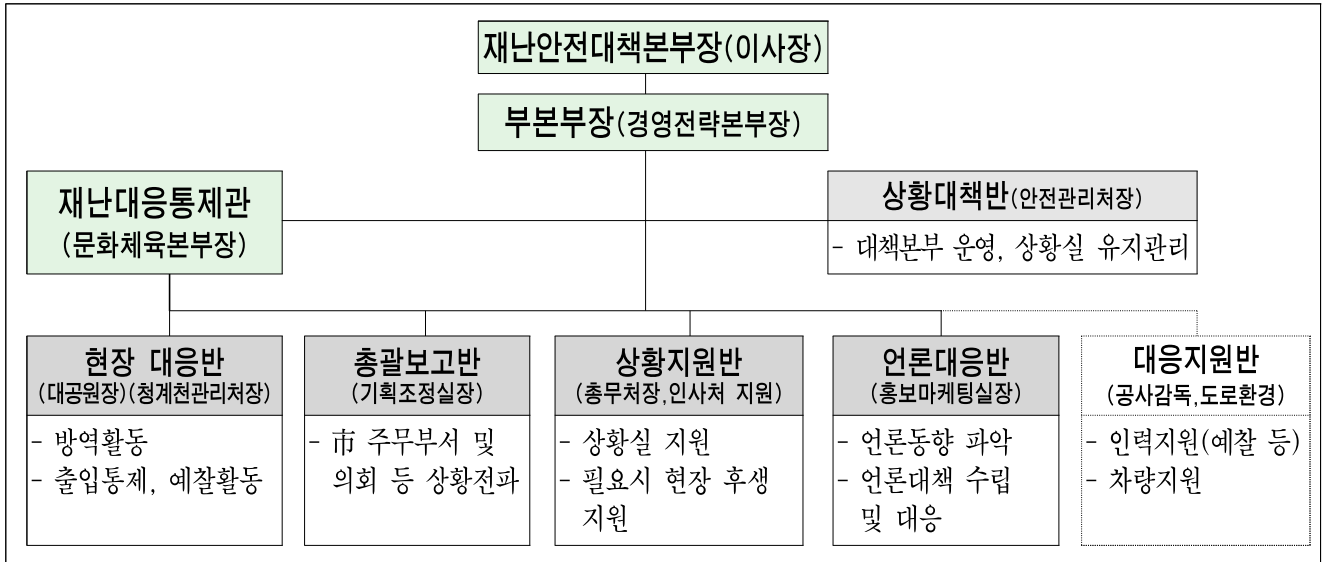 재난안전대책본부장(이사장)
부본부장(경영전략본부장)
재난대응통제관
(문화체육본부장)
상황대책반(안전관리처장)
- 대책본부 운영, 상황실 유지관리
현장 대응반
(대공원장)(청계천관리처장)
- 방역활동
- 출입통제, 예찰활동
총괄보고반
(기획조정실장)
- 市 주무부서 및
의회 등 상황전파
상황지원반
(총무처장,인사처 지원)
- 상황실 지원
- 필요시 현장 후생
지원
언론대응반
(홍보마케팅실장)
- 언론동향 파악
- 언론대책 수립
및 대응
대응지원반
(공사감독,도로환경)
- 인력지원(예찰 등)
- 차량지원